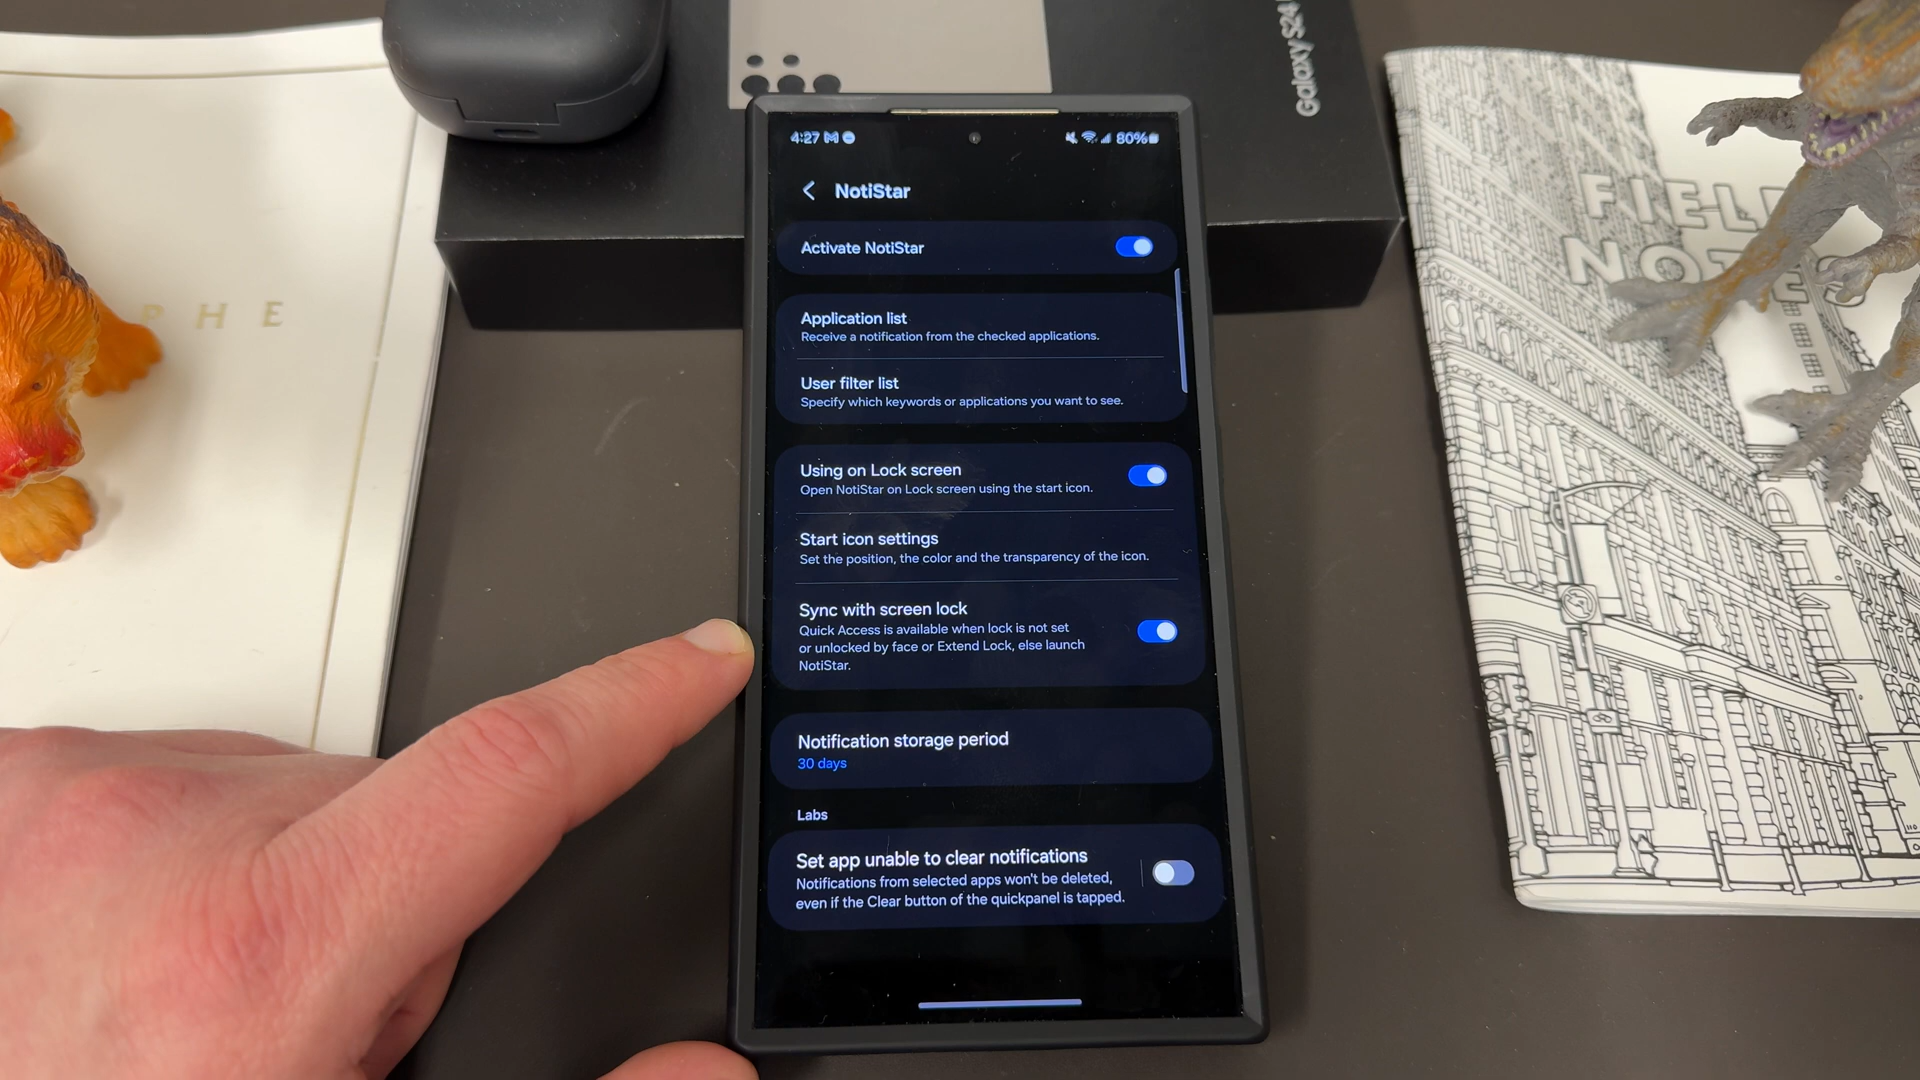 PHE
Galaxy S24
FIEL
NOTES
4:27
80%
NotiStar
Activate NotiStar
Application list
Receive a notification from the checked applications.
User filter list
Specify which keywords or applications you want to see.
Using on Lock screen
Open NotiStar on Lock screen using the start icon.
Start icon settings
Set the position, the color and the transparency of the icon.
Sync with screen lock
Quick Access is available when lock is not set
or unlocked by face or Extend Lock, else launch
NotiStar.
Notification storage period
30 days
Labs
Set app unable to clear notifications
Notifications from selected apps won't be deleted,
even if the Clear button of the quickpanel is tapped.